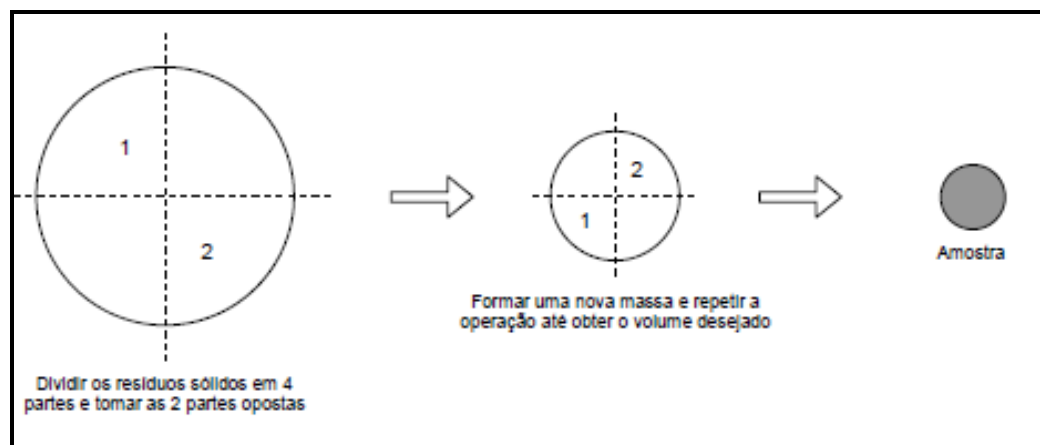 1
2
Dividir os resíduos sólidos em 4
partes e tomar as 2 partes opostas
2
1
Formar uma nova massa e repetir a
operação até obter o volume desejado
Amostra